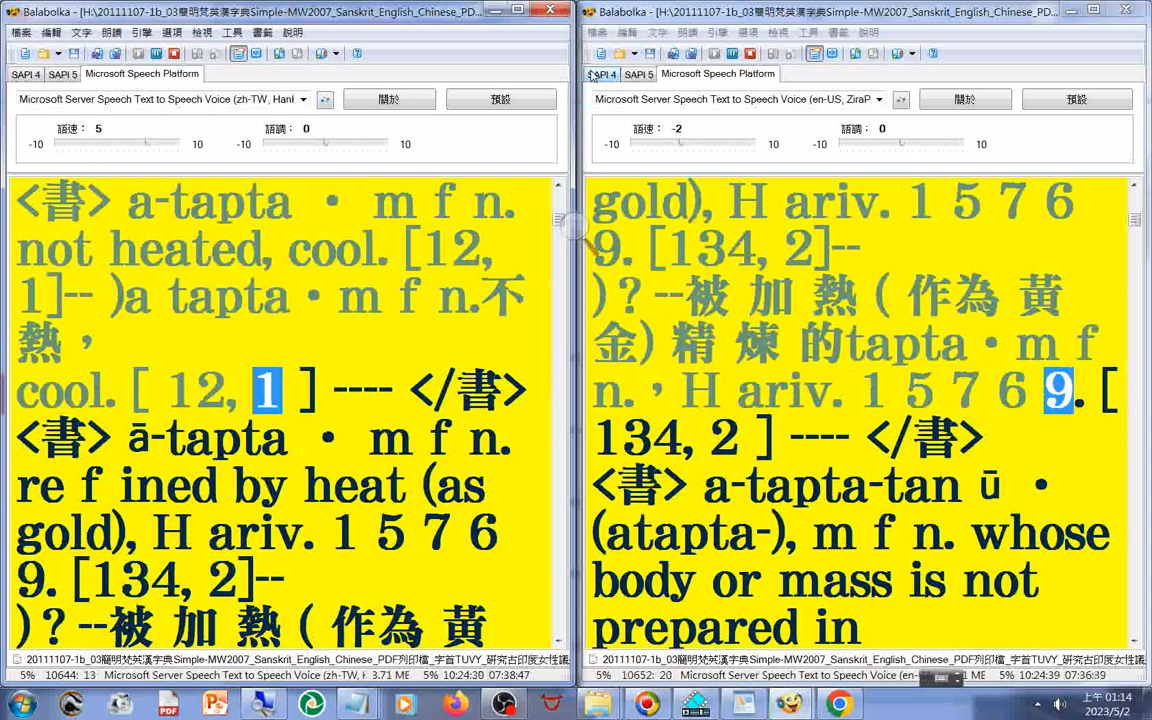 Balabolka - [H:\20111107-1b_03簡明梵英漢字典Simple-MW2007_Sanskrit_English_Chinese_PD...
檔案 編輯 文字 朗讀 引擎 選項 檢視 工具 書籤 說明
SAPI 4 SAPI 5 Microsoft Speech Platform
Microsoft Server Speech Text to Speech Voice (zh-TW, HanI
關於 預設
語速： 5 語調： 0
-10 10 -10 10
<書> a-tapta • m f n.
not heated, cool. [12,
1]-- )a tapta•m f n.不
熱，
cool. [ 12, 1 ] ---- </書>
<書> ā-tapta • m f n.
re f ined by heat (as
gold), H ariv. 1 5 7 6
9. [134, 2]--
)？--被 加 熱 ( 作為 黃
20111107-1b_03簡明梵英漢字典Simple-MW2007_Sanskrit_English_Chinese_PDF列印檔_字首TUVY_研究古印度女性議
5% 10644: 13 Microsoft Server Speech Text to Speech Voice (zh-TW, H 3.71 ME 5% 10:24:39 07:38:47
Balabolka - [H:\20111107-1b_03簡明梵英漢字典Simple-MW2007_Sanskrit_English_Chinese_PD...
檔案 編輯 文字 朗讀 引擎 選項 檢視 工具 書籤 說明
SAPI 4 SAPI 5 Microsoft Speech Platform
Microsoft Server Speech Text to Speech Voice (en-US, ZiraP
關於 預設
語速： -2 語調： 0
-10 10 -10 10
gold), H ariv. 1 5 7 6
9. [134, 2]--
)？--被 加 熱 ( 作為 黃
金) 精 煉 的tapta•m f
n.，H ariv. 1 5 7 6 9. [
134, 2 ] ---- </書>
<書> a-tapta-tan ū •
(atapta-), m f n. whose
body or mass is not
prepared in
20111107-1b_03簡明梵英漢字典Simple-MW2007_Sanskrit_English_Chinese_PDF列印檔_字首TUVY_研究古印度女性議
5% 10652: 20 Microsoft Server Speech Text to Speech Voice ME 5% 10:24:39 07:36:39
上午 01:14
2023/5/2